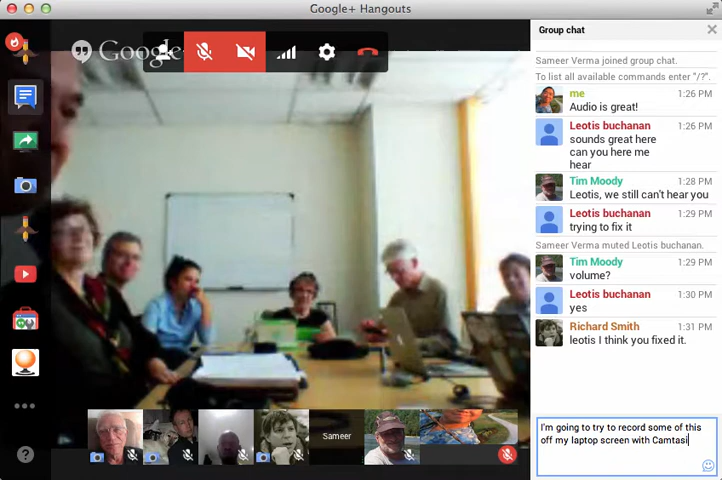 Google+ Hangouts
Google
Group chat
Sameer Verma joined group chat.
To list all available commands enter "/?".
me 1:26 PM
Audio is great!
Leotis buchanan 1:26 PM
sounds great here
can you here me
hear
Tim Moody 1:28 PM
Leotis, we still can't hear you
Leotis buchanan 1:29 PM
trying to fix it
Sameer Verma muted Leotis buchanan.
Tim Moody 1:29 PM
volume?
Leotis buchanan 1:30 PM
yes
Richard Smith 1:31 PM
leotis I think you fixed it.
Sameer
I'm going to try to record some of this
off my laptop screen with Camtasi